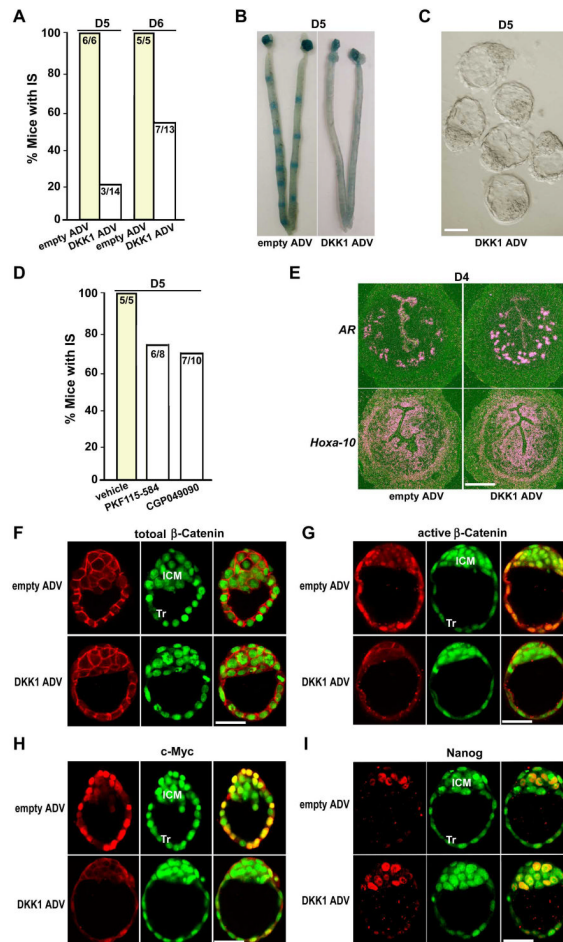 A
D5
D6
% Mice with IS
100
80
60
40
20
0
6/6
3/14
5/5
7/13
empty ADV
DKK1 ADV
empty ADV
DKK1 ADV
B
D5
empty ADV
DKK1 ADV
C
D5
DKK1 ADV
D
D5
% Mice with IS
100
80
60
40
20
0
5/5
6/8
7/10
vehicle
PKF115-584
CGP049090
E
D4
AR
Hoxa-10
empty ADV
DKK1 ADV
F
totoal β-Catenin
empty ADV
ICM
Tr
DKK1 ADV
G
active β-Catenin
empty ADV
ICM
Tr
DKK1 ADV
H
c-Myc
empty ADV
ICM
Tr
DKK1 ADV
I
Nanog
empty ADV
ICM
Tr
DKK1 ADV